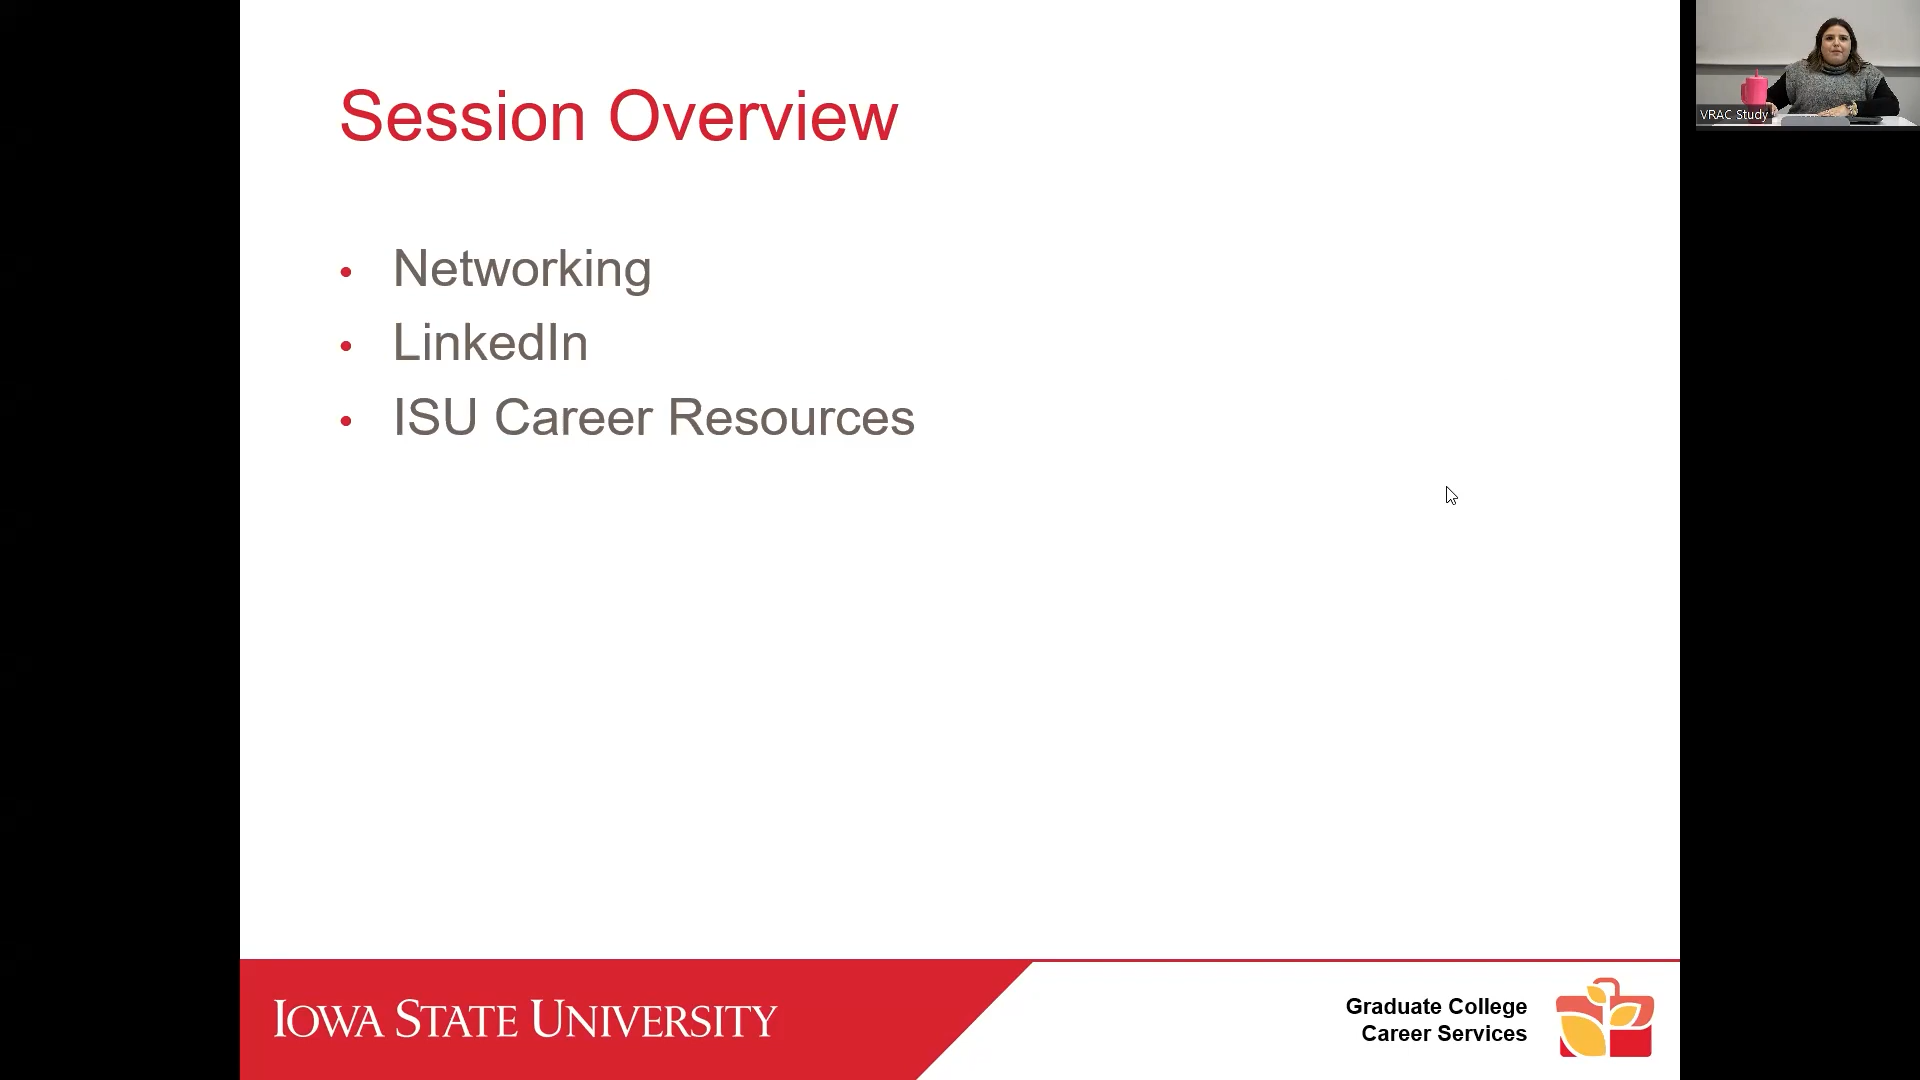 Session Overview
• Networking
• LinkedIn
• ISU Career Resources
VRAC Study
IOWA STATE UNIVERSITY
Graduate College
Career Services